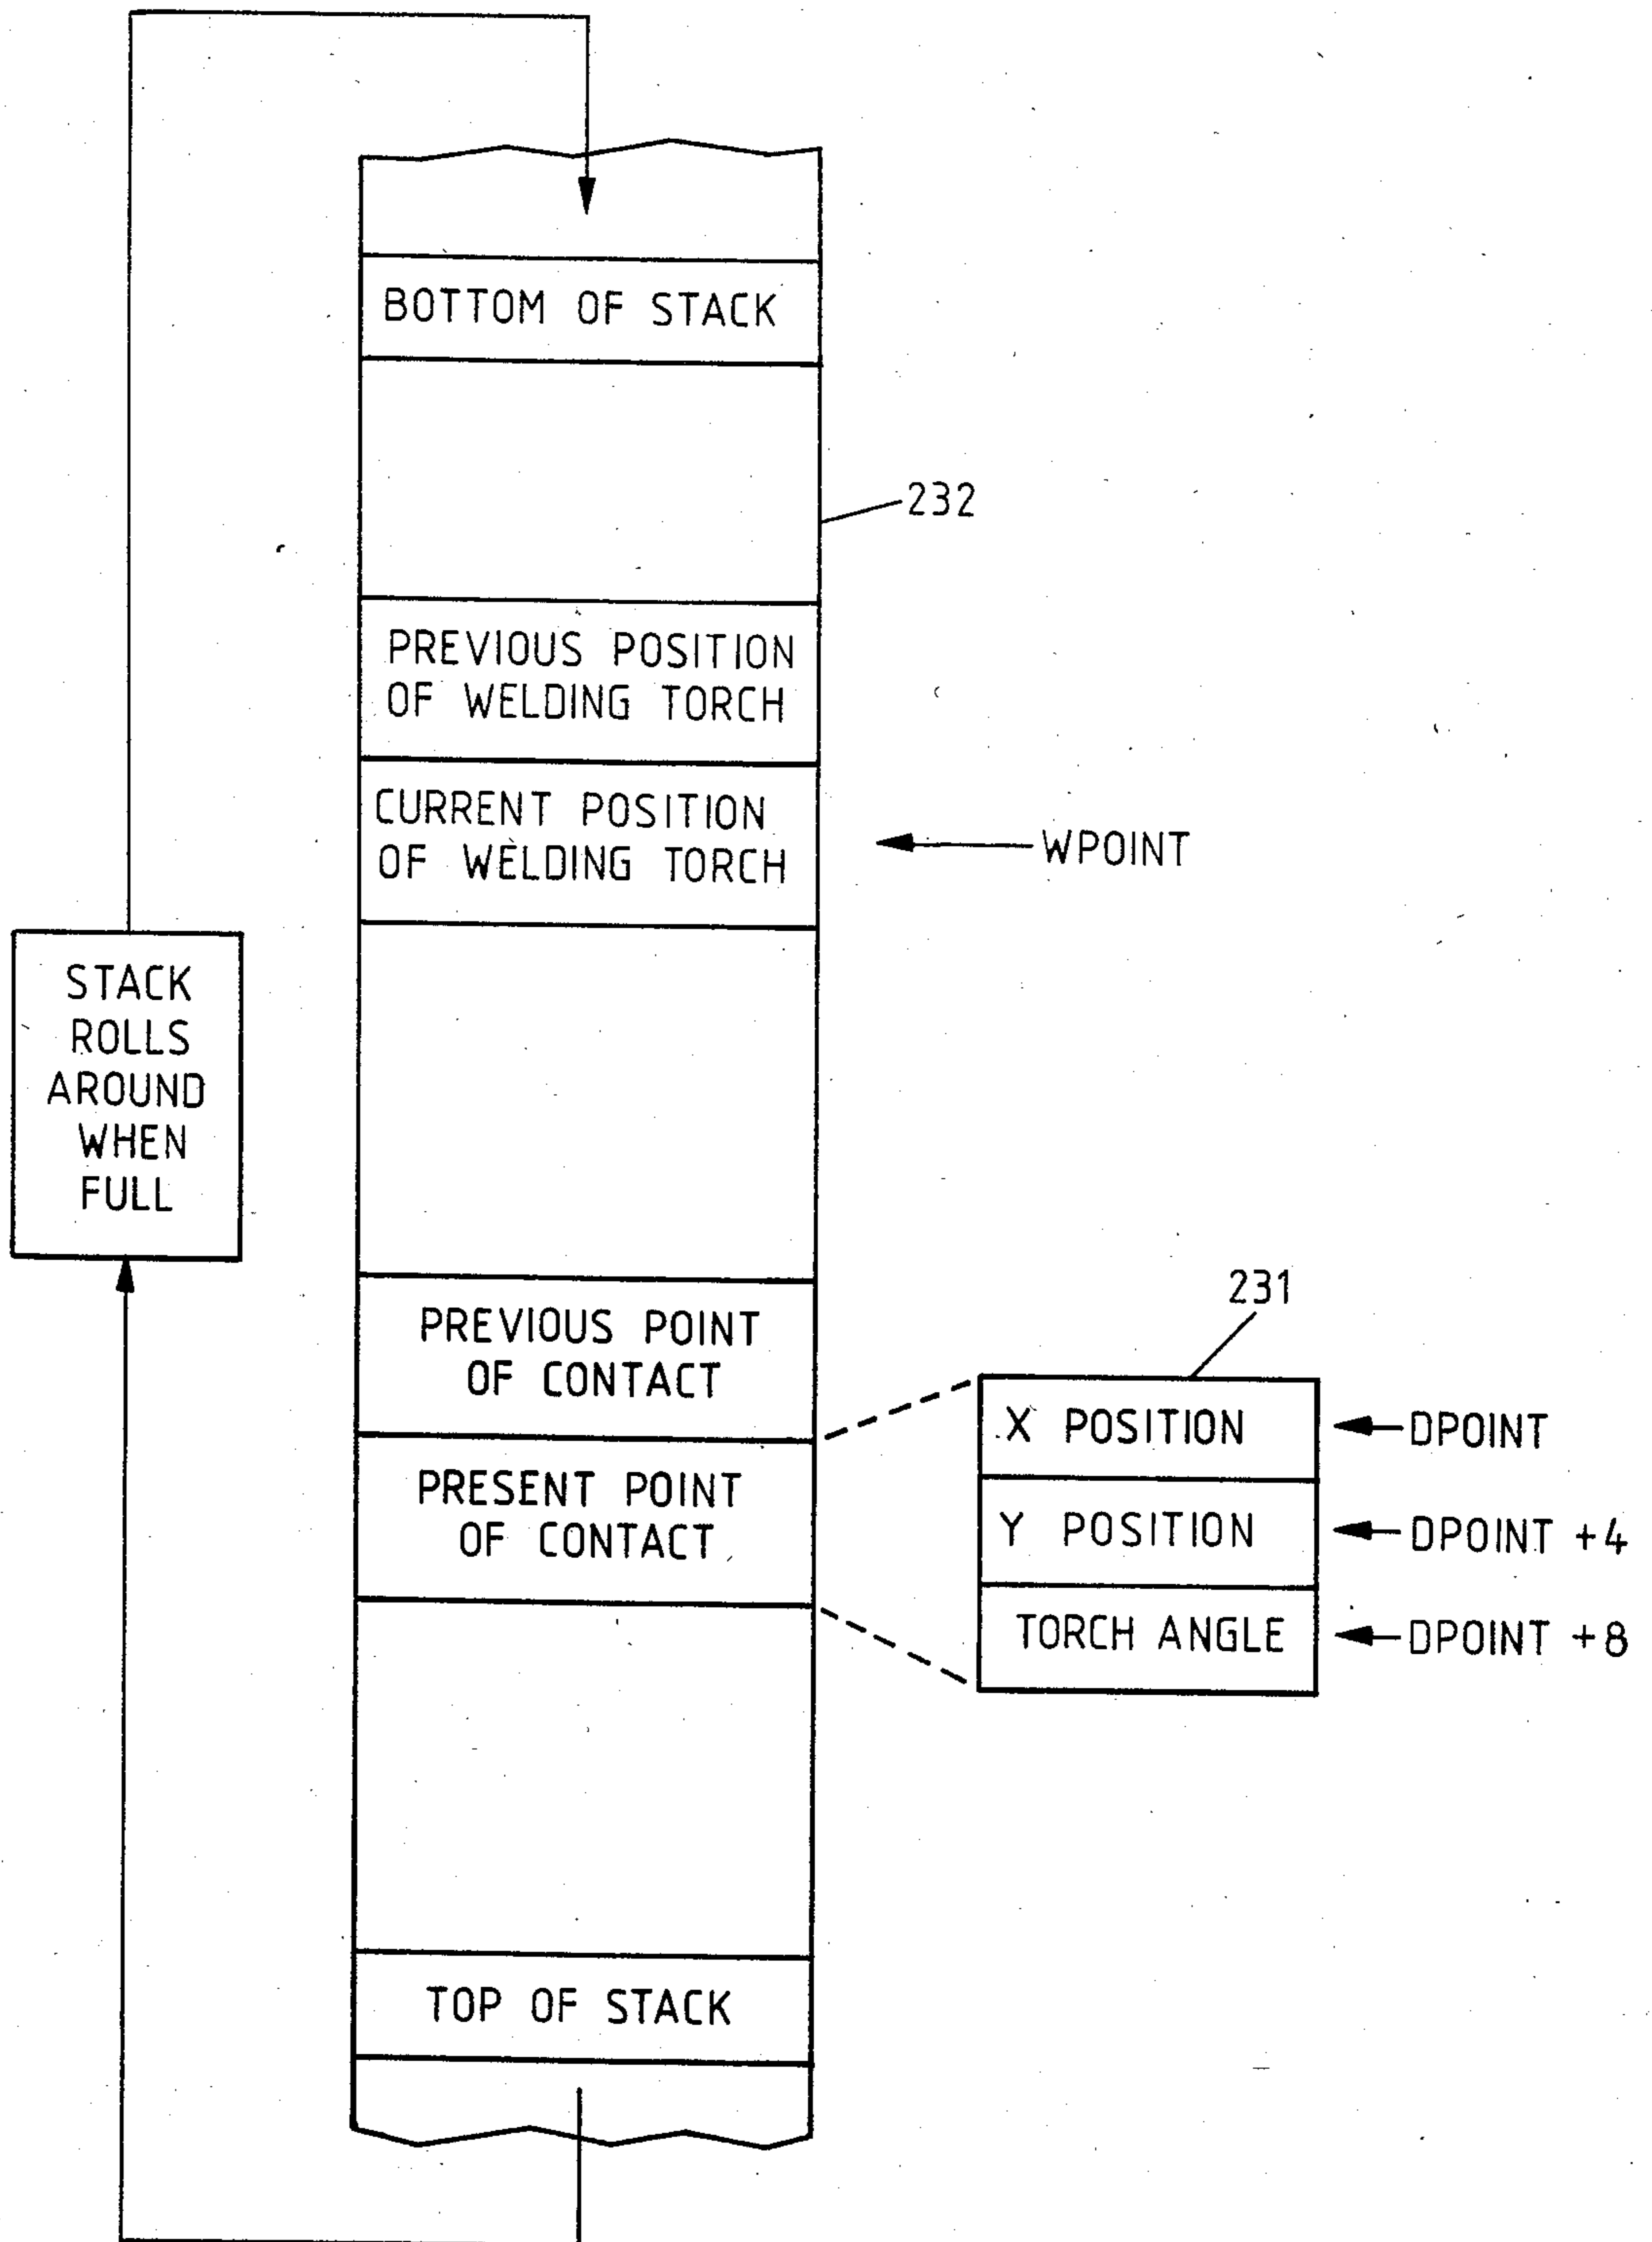 BOTTOM OF STACK
232
PREVIOUS POSITION
OF WELDING TORCH
CURRENT POSITION
OF WELDING TORCH
WPOINT
STACK
ROLLS
AROUND
WHEN
FULL
PREVIOUS POINT
OF CONTACT
PRESENT POINT
OF CONTACT
231
X POSITION
DPOINT
Y POSITION
DPOINT +4
TORCH ANGLE
DPOINT +8
TOP OF STACK